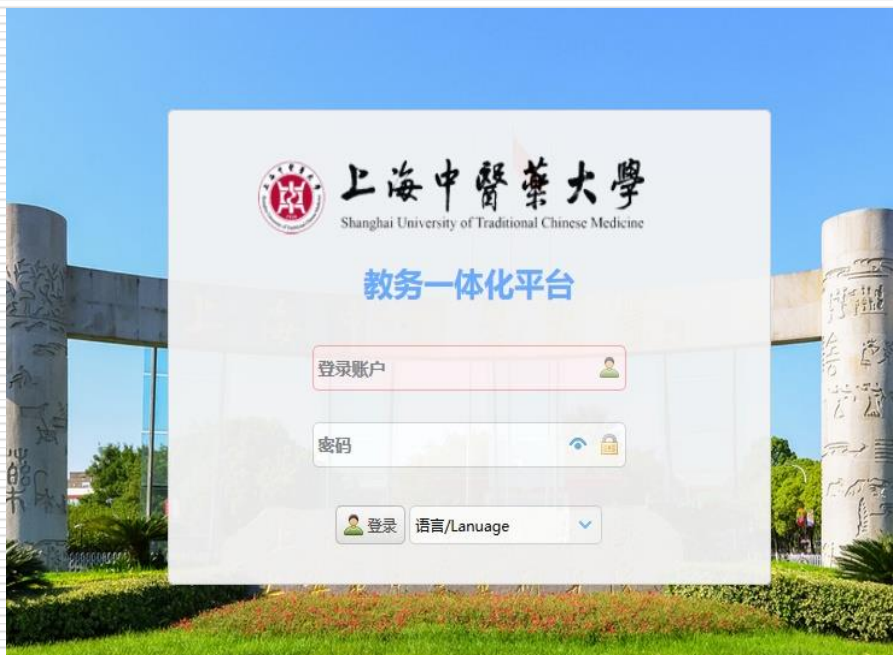 上海中醫藥大學
Shanghai University of Traditional Chinese Medicine
教务一体化平台
登录账户
密码
登录 语言/Lanuage